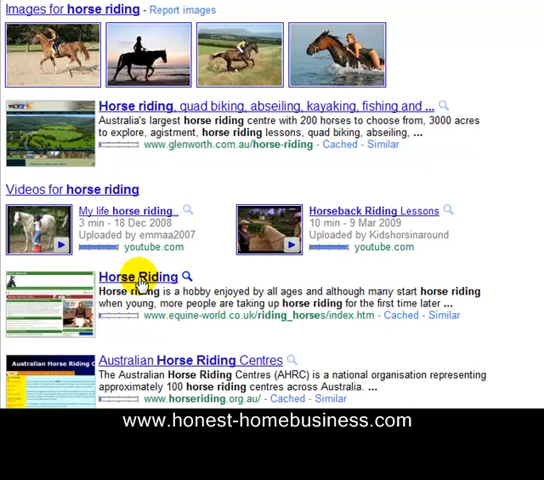 Images for horse riding - Report images
Horse riding, quad biking, abseiling, kayaking, fishing and ...
Australia's largest horse riding centre with 200 horses to choose from, 3000 acres
to explore, agistment, horse riding lessons, quad biking, abseiling, ...
www.glenworth.com.au/horse-riding - Cached - Similar
Videos for horse riding
My life horse riding..
3 min - 18 Dec 2008
Uploaded by emmaa2007
youtube.com
Horseback Riding Lessons
10 min - 9 Mar 2009
Uploaded by Kidshorsinaround
youtube.com
Horse Riding
Horse riding is a hobby enjoyed by all ages and although many start horse riding
when young, more people are taking up horse riding for the first time later ...
www.equine-world.co.uk/riding_horses/index.htm - Cached - Similar
Australian Horse Riding C
Australian Horse Riding Centres
The Australian Horse Riding Centres (AHRC) is a national organisation representing
approximately 100 horse riding centres across Australia. ...
www.horseriding.org.au/ - Cached - Similar
www.honest-homebusiness.com